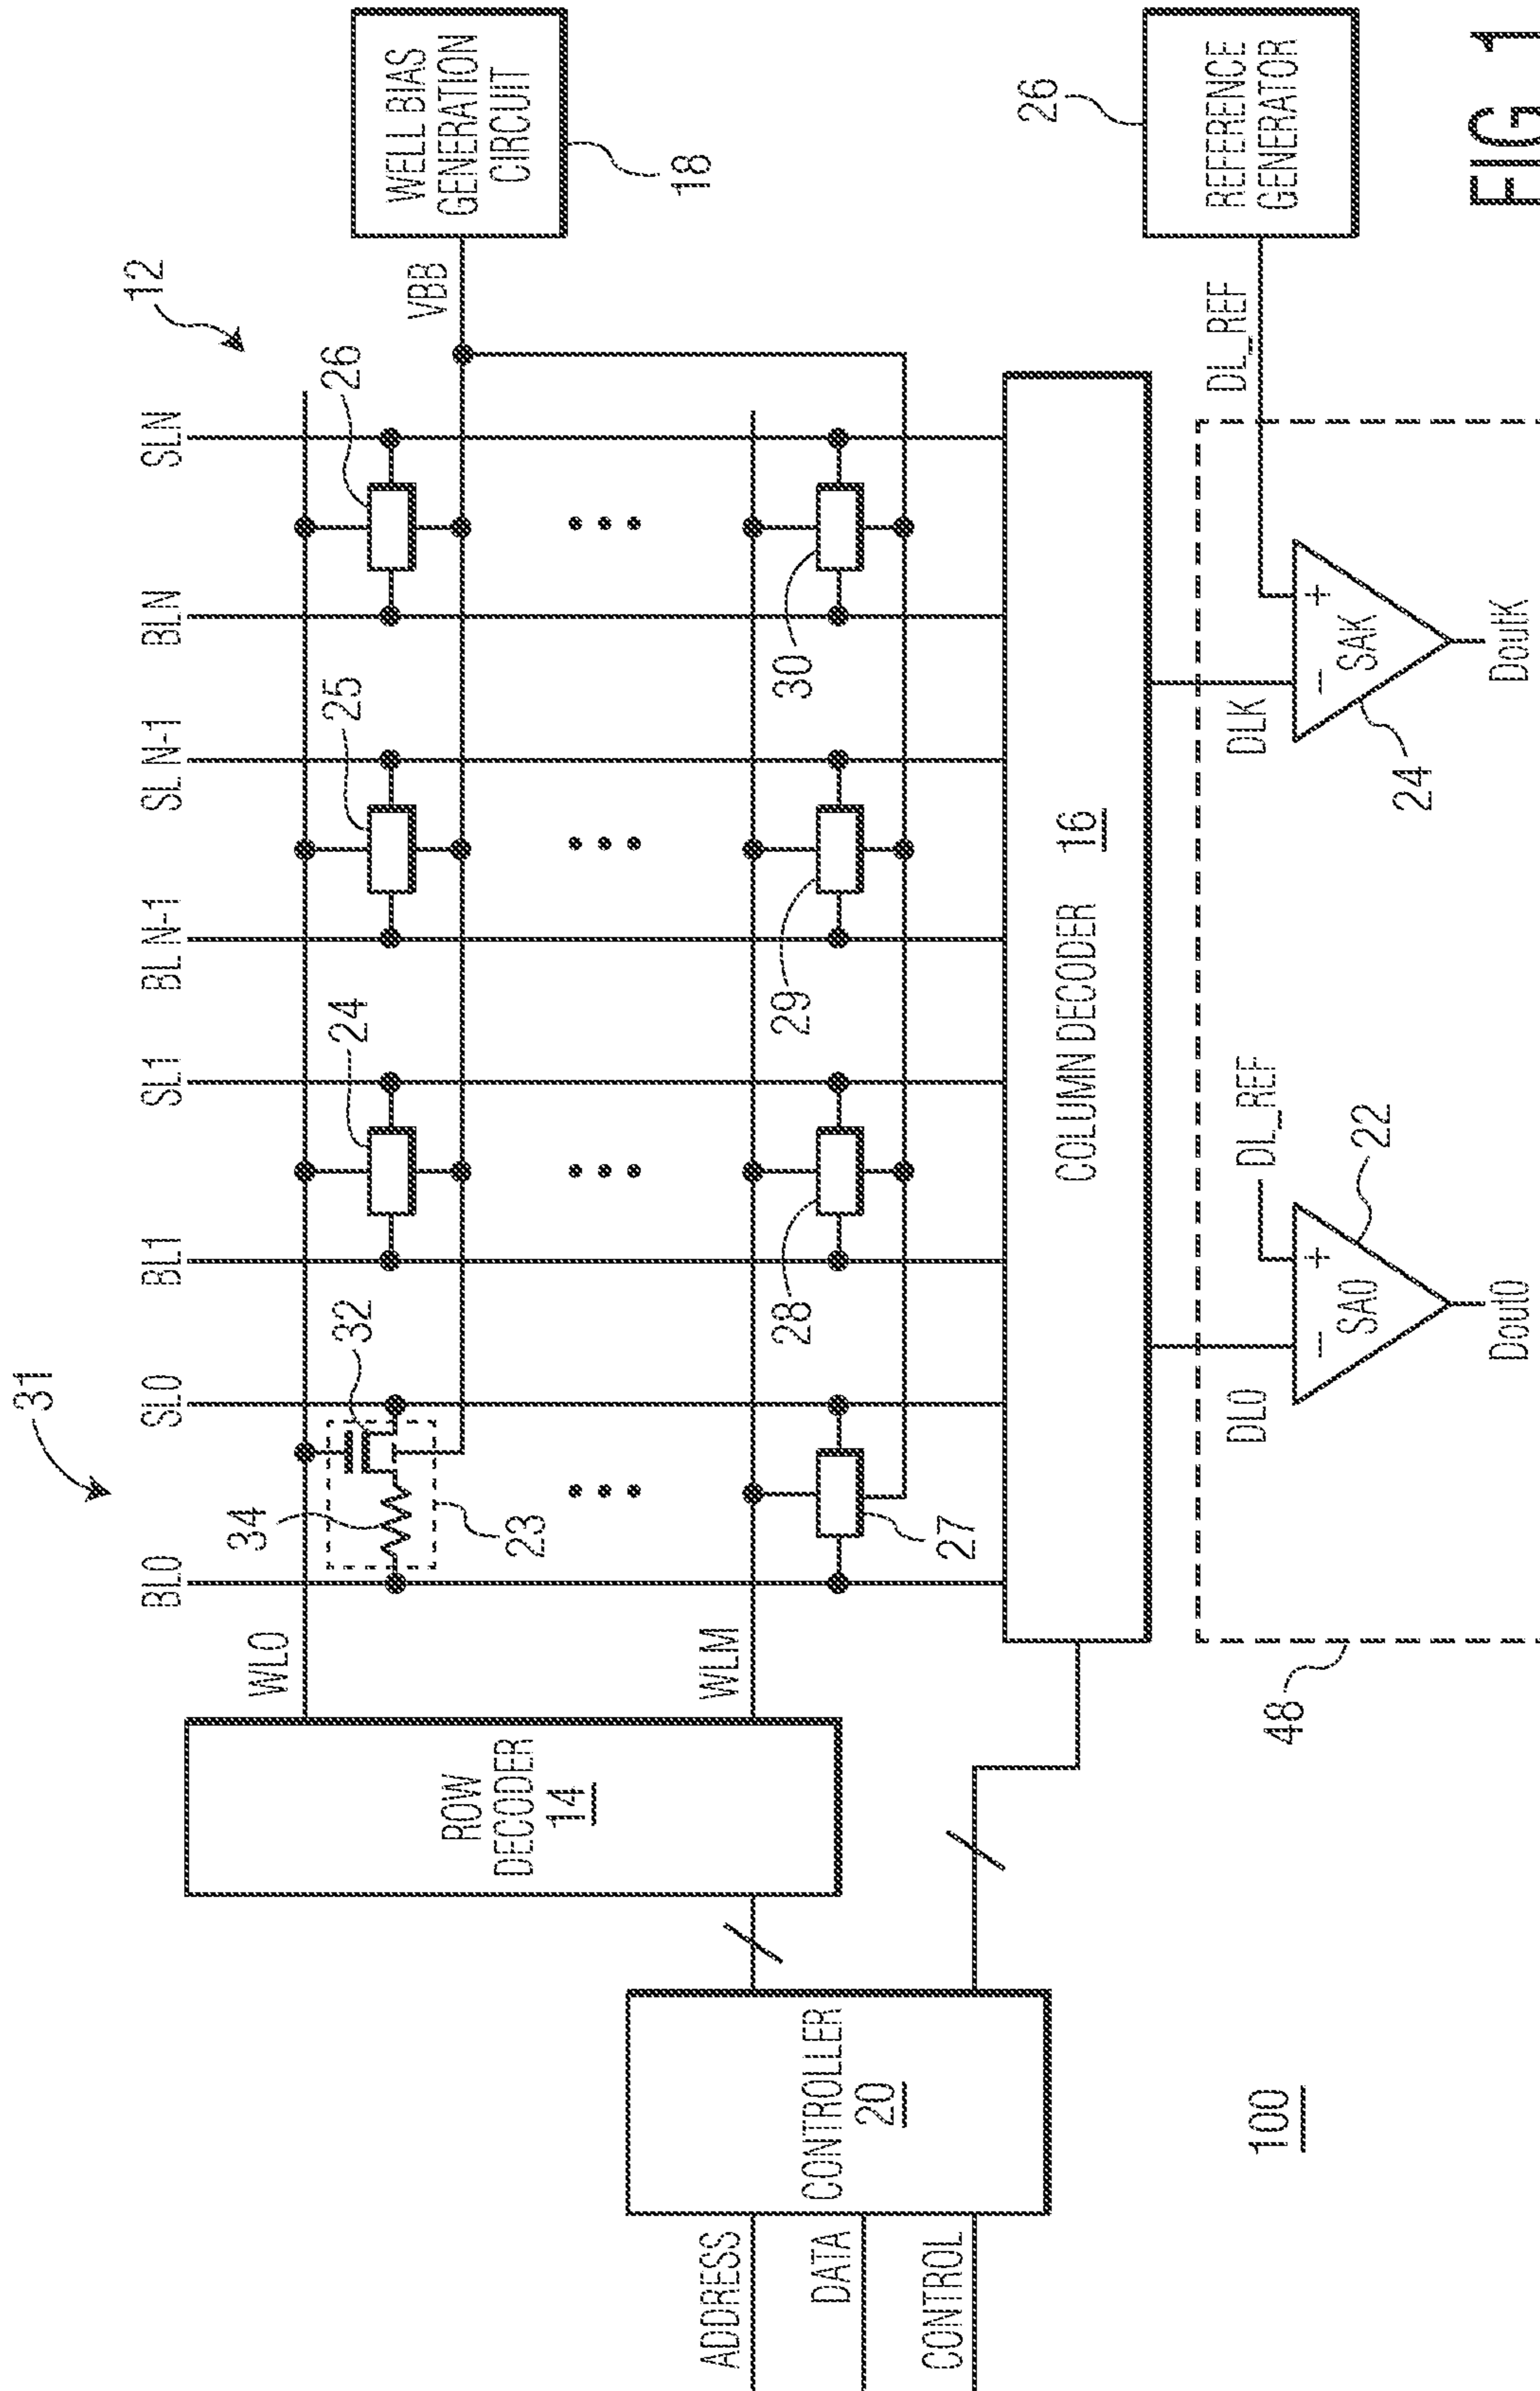 31
12
BL0
SL0
BL1
SL1
BLN-1
SLN-1
BLN
SLN
WL0
34
32
24
25
26
VBB
WELL BIAS
GENERATION
CIRCUIT
18
23
ROW
DECODER
14
WLM
27
28
29
30
ADDRESS
DATA
CONTROL
CONTROLLER
20
COLUMN DECODER 16
26
REFERENCE
GENERATOR
48
DL0
DL_REF
DLK
DL_REF
- +
SA0
22
- +
SAK
24
Dout0
DoutK
100
FIG 1